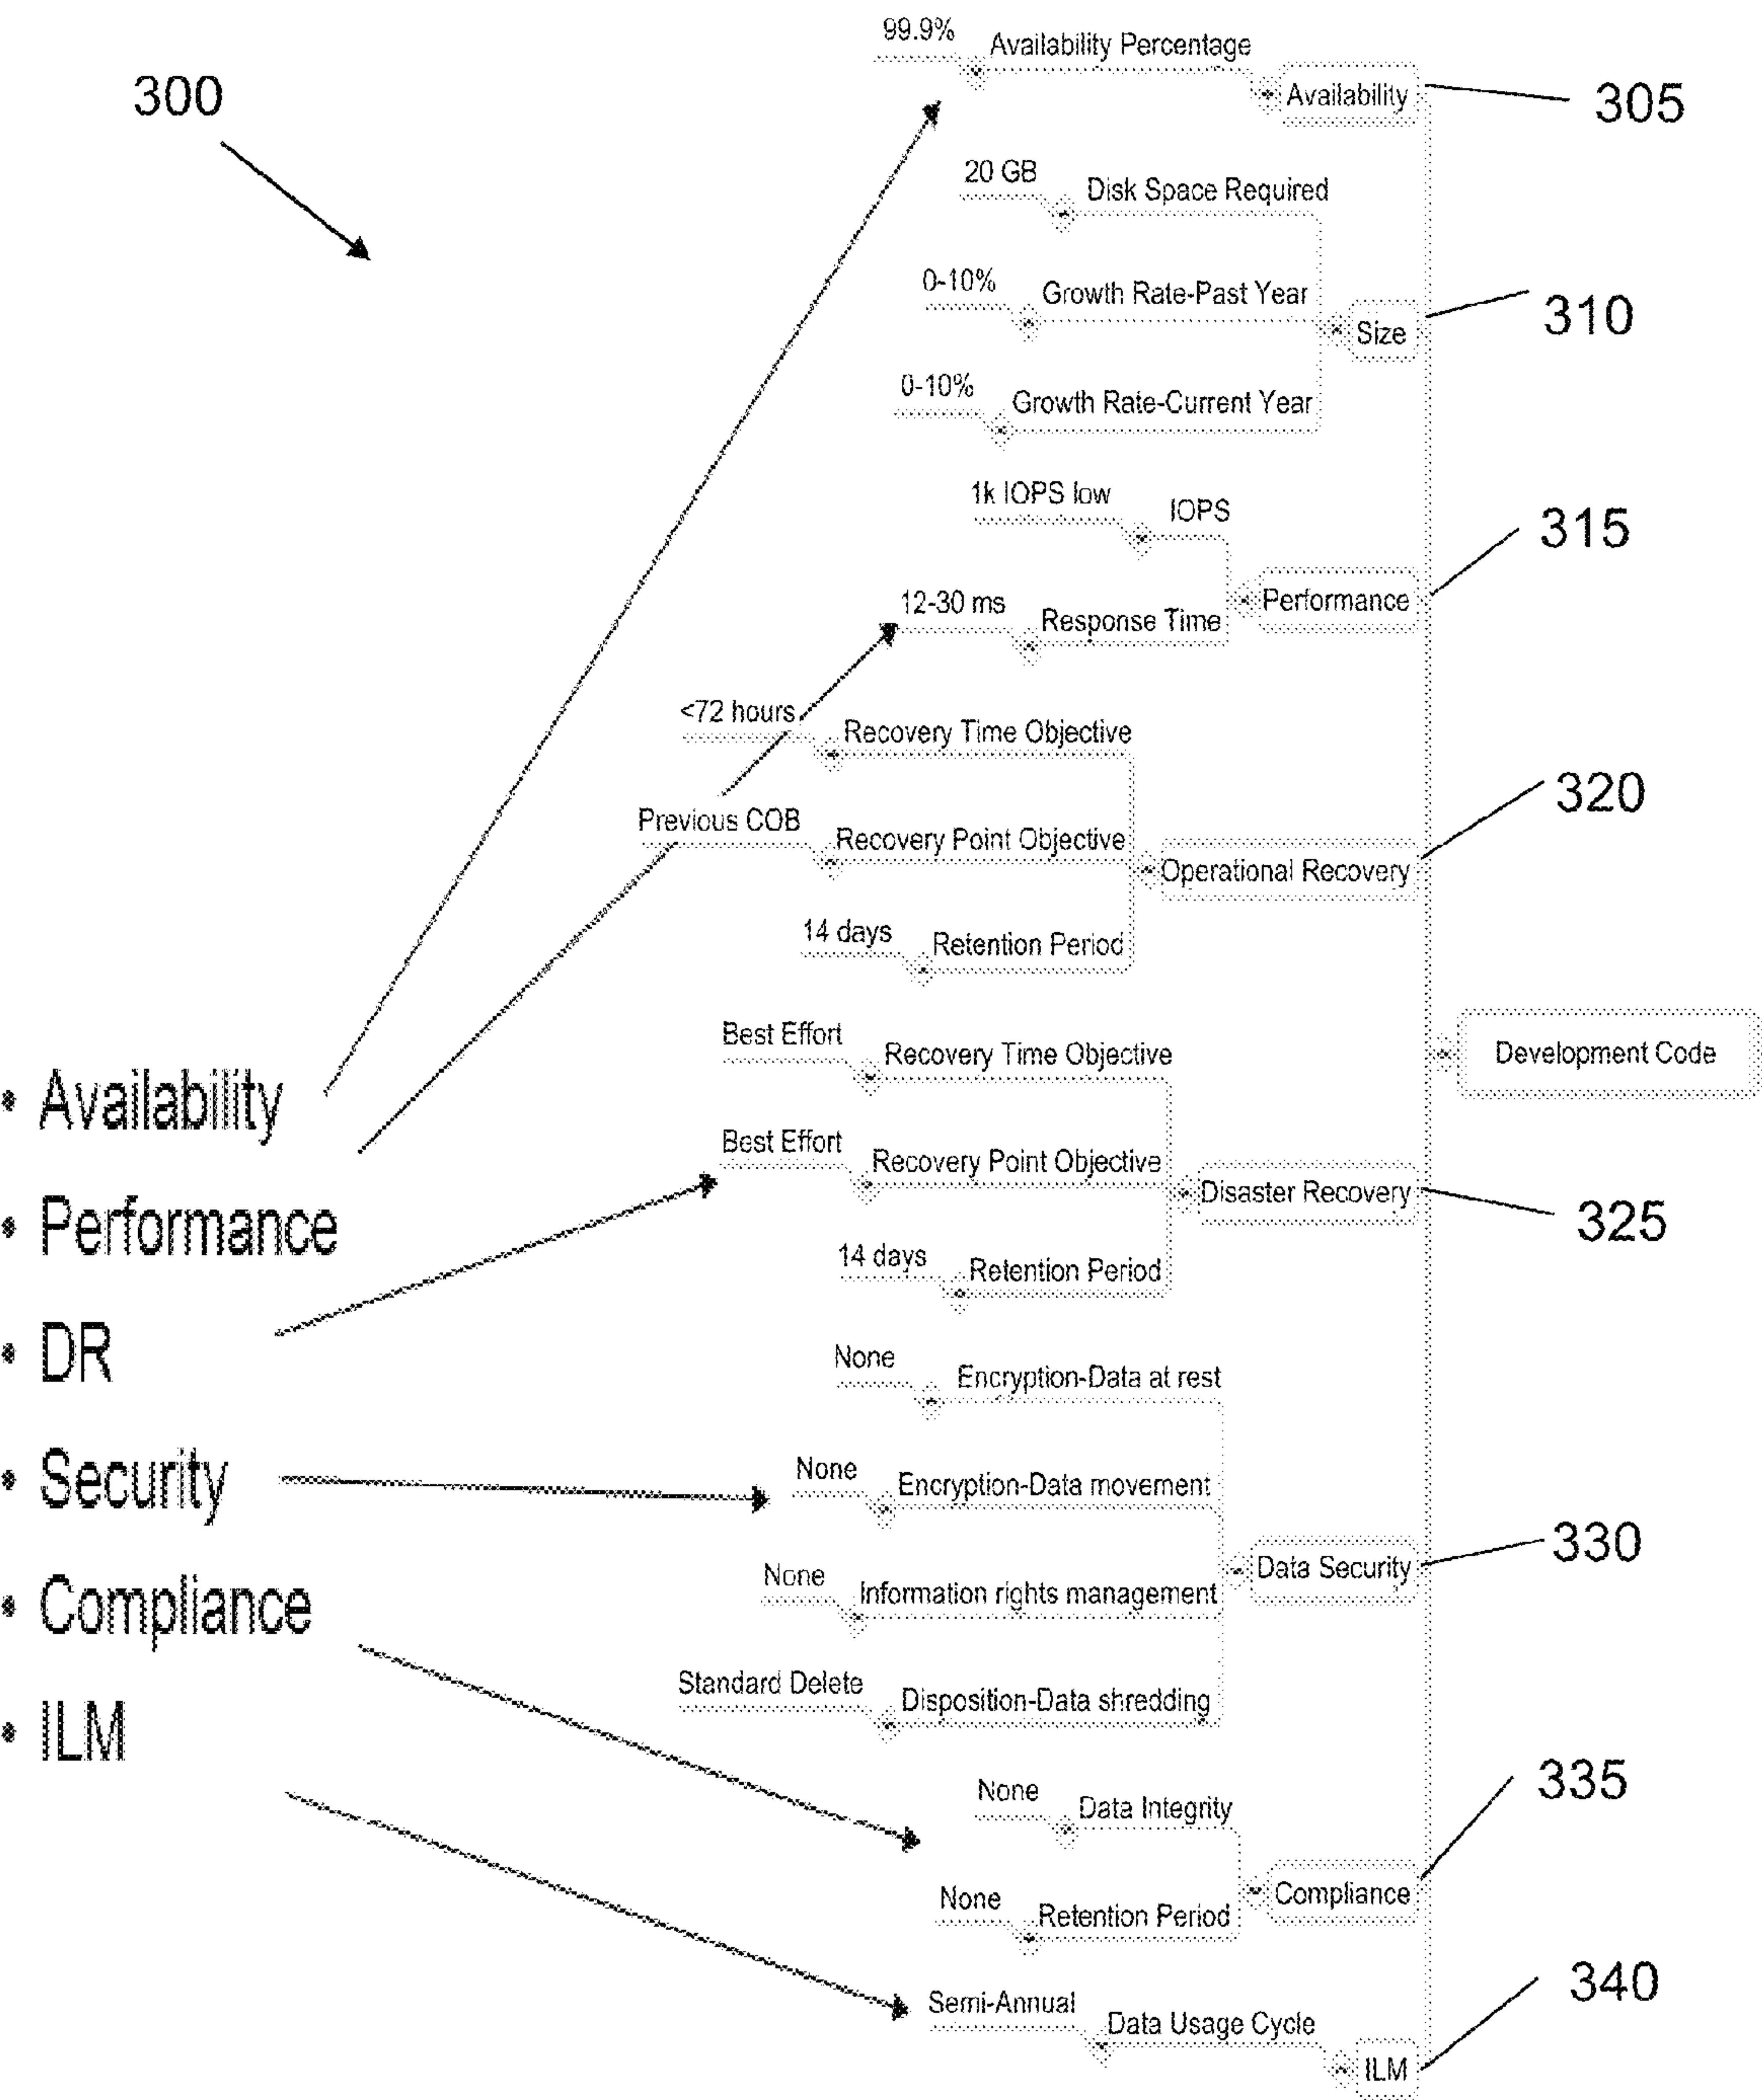 300
99.9%
Availability Percentage
Availability
305
20 GB
Disk Space Required
0-10%
Growth Rate-Past Year
Size
310
0-10%
Growth Rate-Current Year
1k IOPS low
IOPS
315
12-30 ms
Response Time
Performance
<72 hours
Recovery Time Objective
320
Previous COB
Recovery Point Objective
Operational Recovery
14 days
Retention Period
Best Effort
Recovery Time Objective
Development Code
Best Effort
Recovery Point Objective
Disaster Recovery
325
14 days
Retention Period
None
Encryption-Data at rest
None
Encryption-Data movement
330
None
Information rights management
Data Security
Standard Delete
Disposition-Data shredding
None
Data Integrity
335
None
Retention Period
Compliance
Semi-Annual
Data Usage Cycle
ILM
340
• Availability
• Performance
• DR
• Security
• Compliance
• ILM